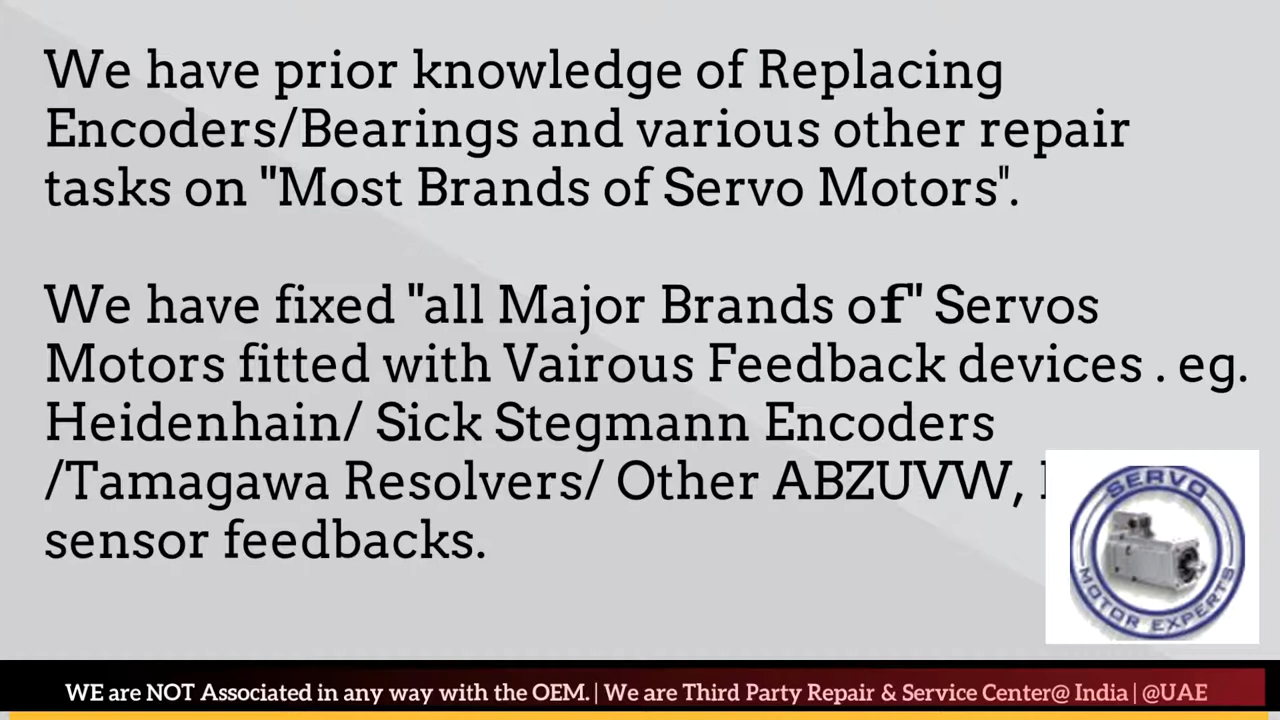 We have prior knowledge of Replacing
Encoders/Bearings and various other repair
tasks on "Most Brands of Servo Motors".
We have fixed "all Major Brands of" Servos
Motors fitted with Vairous Feedback devices . eg.
Heidenhain/ Sick Stegmann Encoders
/Tamagawa Resolvers/ Other ABZUVW,
sensor feedbacks.
SERVO
MOTOR EXPERTS
WE are NOT Associated in any way with the OEM. | We are Third Party Repair & Service Center@ India | @UAE